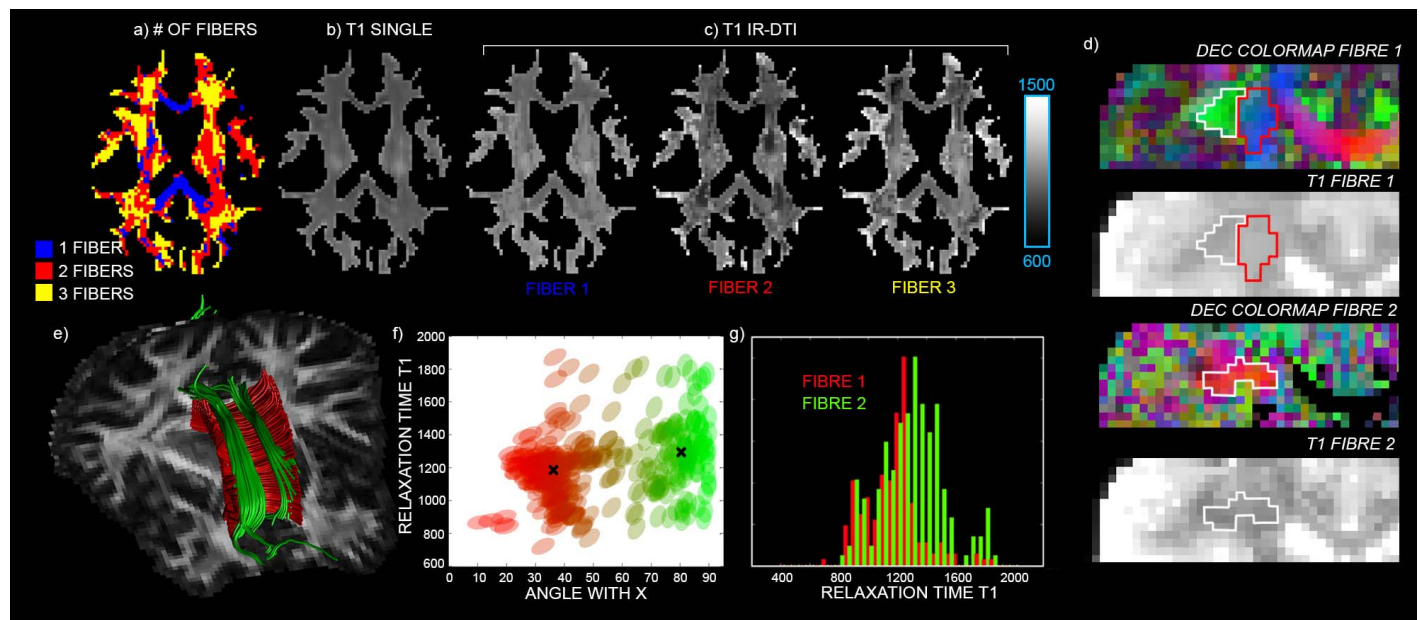 a) # OF FIBERS
b) T1 SINGLE
c) T1 IR-DTI
d)
DEC COLORMAP FIBRE 1
1500
600
T1 FIBRE 1
1 FIBER
2 FIBERS
3 FIBERS
FIBER 1
FIBER 2
FIBER 3
DEC COLORMAP FIBRE 2
T1 FIBRE 2
e)
f)
2000
1800
1600
1400
1200
1000
800
600
RELAXATION TIME T1
0 10 20 30 40 50 60 70 80 90
ANGLE WITH X
g)
FIBRE 1
FIBRE 2
400 800 1200 1600 2000
RELAXATION TIME T1